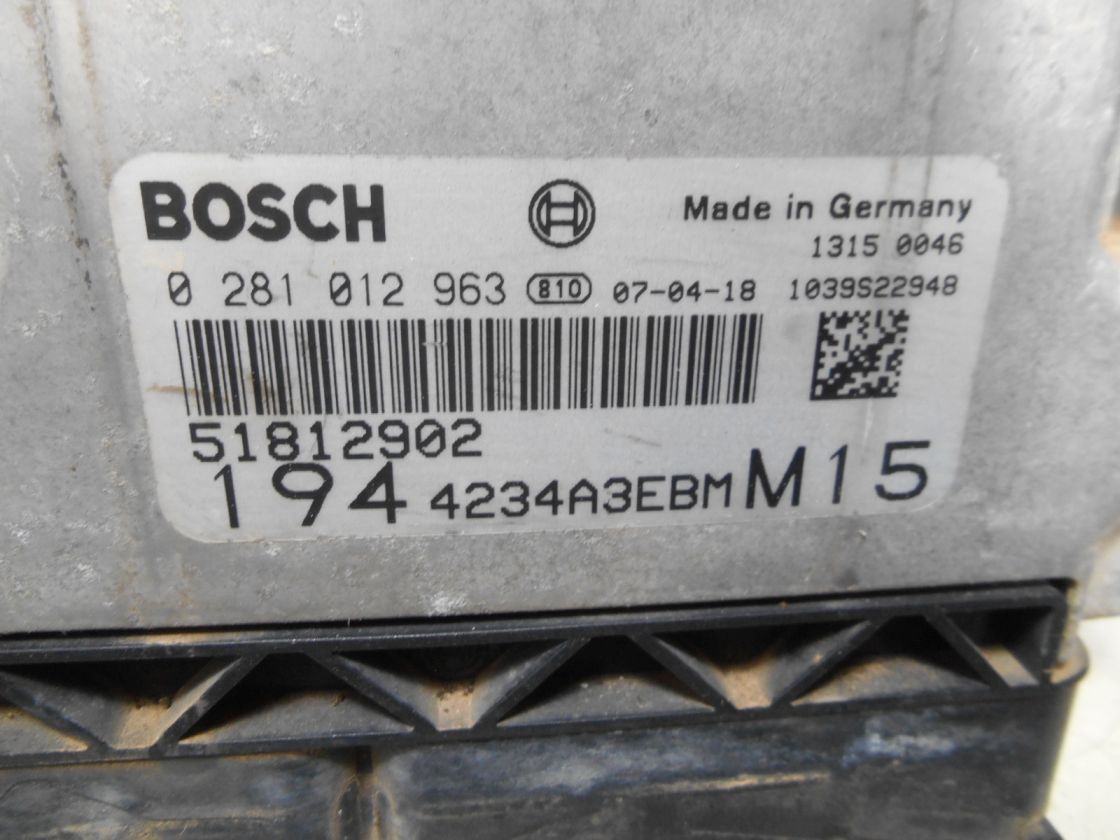 BOSCH Made in Germany
1315 0046
0 281 012 963 810 07-04-18 1039S22948
51812902
194 4234A3EBM M15